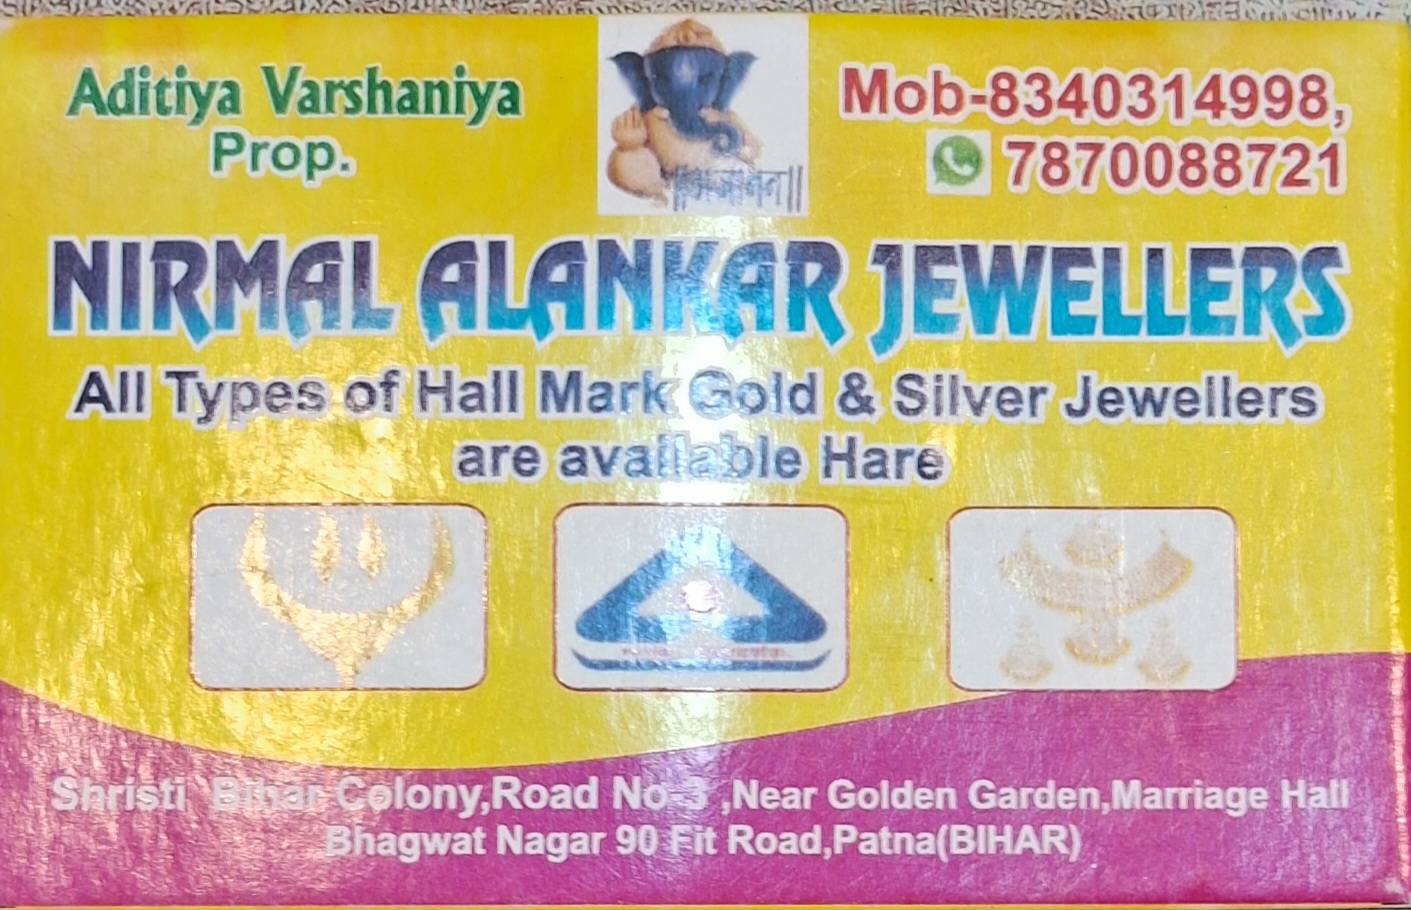 Aditiya Varshaniya
Prop.
Mob-8340314998,
7870088721
||गजानन||
NIRMAL ALANKAR JEWELLERS
All Types of Hall Mark Gold & Silver Jewellers
are available Hare
Shristi Bihar Colony,Road No-3 ,Near Golden Garden,Marriage Hall
Bhagwat Nagar 90 Fit Road,Patna(BIHAR)